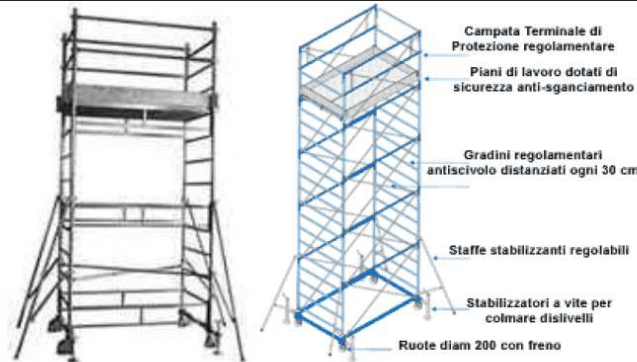 Campata Terminale di
Protezione regolamentare
Piani di lavoro dotati di
sicurezza anti-sganciamento
Gradini regolamentari
antiscivolo distanziati ogni 30 cm
Staffe stabilizzanti regolabili
Stabilizzatori a vite per
colmare dislivelli
Ruote diam 200 con freno